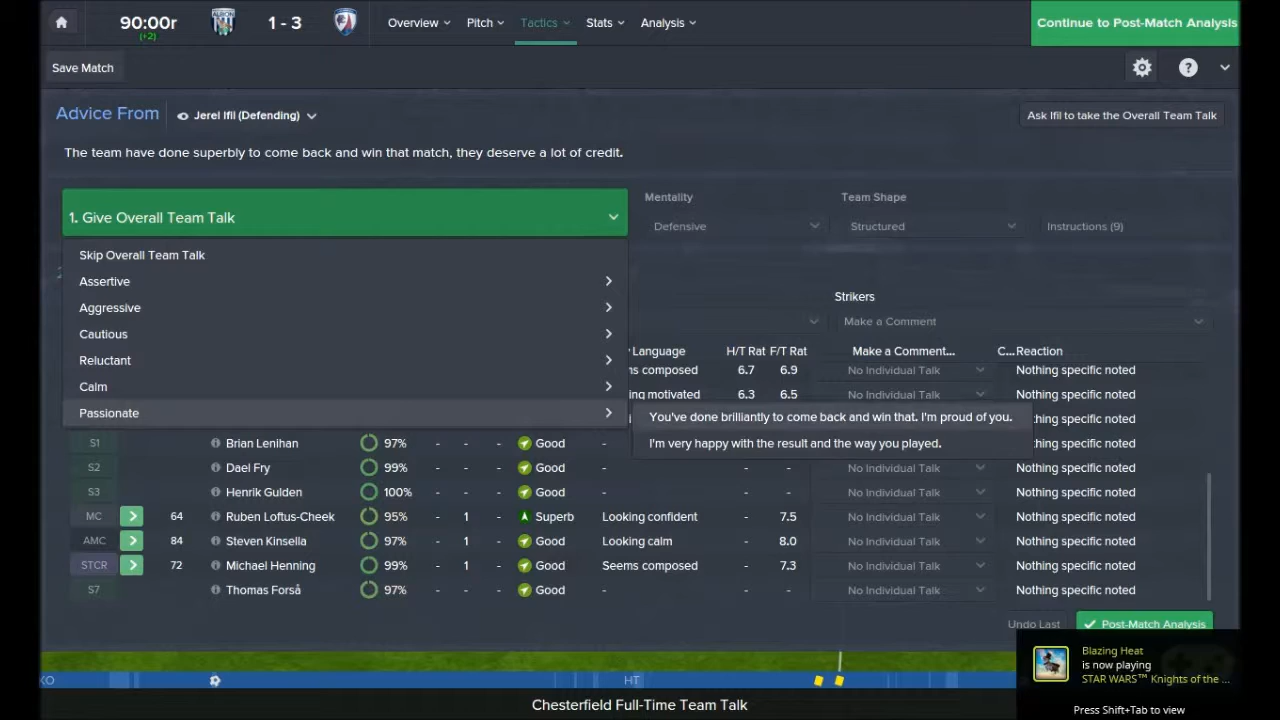 90:00r
(+2)
1 - 3
Overview
Pitch
Tactics
Stats
Analysis
Continue to Post-Match Analysis
Save Match
?
Advice From
Jerel Ifil (Defending)
Ask Ifil to take the Overall Team Talk
The team have done superbly to come back and win that match, they deserve a lot of credit.
1. Give Overall Team Talk
Mentality
Team Shape
Defensive
Structured
Instructions (9)
Skip Overall Team Talk
Assertive
Aggressive
Cautious
Reluctant
Calm
Passionate
You've done brilliantly to come back and win that. I'm proud of you.
I'm very happy with the result and the way you played.
Strikers
Make a Comment
Language H/T Rat F/T Rat Make a Comment... C... Reaction
ns composed 6.7 6.9 No Individual Talk Nothing specific noted
ing motivated 6.3 6.5 No Individual Talk Nothing specific noted
Nothing specific noted
S1 Brian Lenihan 97% - - - Good - - - No Individual Talk Nothing specific noted
S2 Dael Fry 99% - - - Good - - - No Individual Talk Nothing specific noted
S3 Henrik Gulden 100% - - - Good - - - No Individual Talk Nothing specific noted
MC 64 Ruben Loftus-Cheek 95% - 1 - Superb Looking confident - 7.5 No Individual Talk Nothing specific noted
AMC 84 Steven Kinsella 97% - 1 - Good Looking calm - 8.0 No Individual Talk Nothing specific noted
STCR 72 Michael Henning 99% - 1 - Good Seems composed - 7.3 No Individual Talk Nothing specific noted
S7 Thomas Forså 97% - - - Good - - - No Individual Talk Nothing specific noted
Undo Last
Post-Match Analysis
KO
HT
Chesterfield Full-Time Team Talk
Blazing Heat
is now playing
STAR WARS™ Knights of the ...
Press Shift+Tab to view